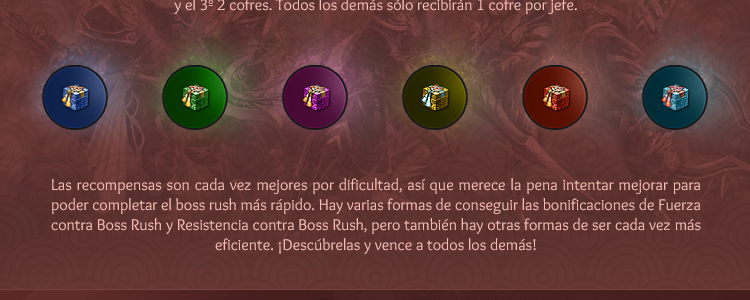 y el 3º 2 cofres. Todos los demás sólo recibirán 1 cofre por jefe.
Las recompensas son cada vez mejores por dificultad, así que merece la pena intentar mejorar para
poder completar el boss rush más rápido. Hay varias formas de conseguir las bonificaciones de Fuerza
contra Boss Rush y Resistencia contra Boss Rush, pero también hay otras formas de ser cada vez más
eficiente. ¡Descúbrelas y vence a todos los demás!